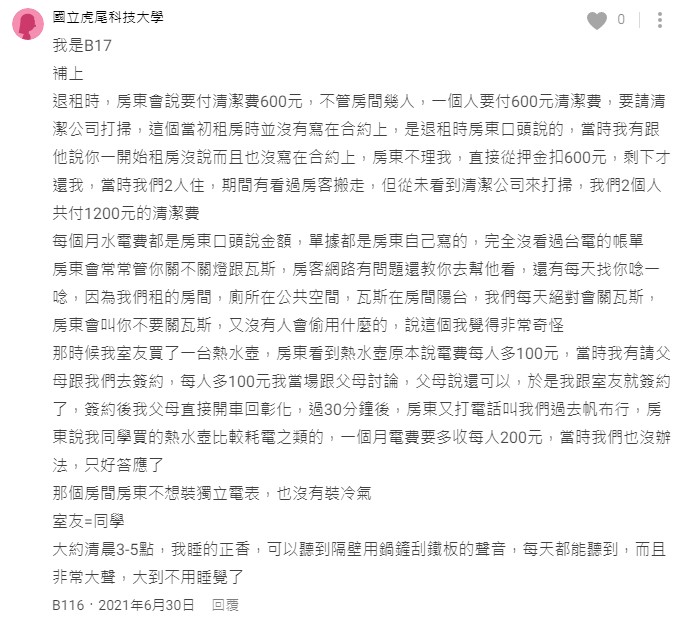 國立虎尾科技大學
0
我是B17
補上
退租時，房東會說要付清潔費600元，不管房間幾人，一個人要付600元清潔費，要請清
潔公司打掃，這個當初租房時並沒有寫在合約上，是退租時房東口頭說的，當時我有跟
他說你一開始租房沒說而且也沒寫在合約上，房東不理我，直接從押金扣600元，剩下才
還我，當時我們2人住，期間有看過房客搬走，但從未看到清潔公司來打掃，我們2個人
共付1200元的清潔費
每個月水電費都是房東口頭說金額，單據都是房東自己寫的，完全沒看過台電的帳單
房東會常常管你關不關燈跟瓦斯，房客網路有問題還教你去幫他看，還有每天找你唸一
唸，因為我們租的房間，廁所在公共空間，瓦斯在房間陽台，我們每天絕對會關瓦斯，
房東會叫你不要關瓦斯，又沒有人會偷用什麼的，說這個我覺得非常奇怪
那時候我室友買了一台熱水壺，房東看到熱水壺原本說電費每人多100元，當時我有請父
母跟我們去簽約，每人多100元我當場跟父母討論，父母說還可以，於是我跟室友就簽約
了，簽約後我父母直接開車回彰化，過30分鐘後，房東又打電話叫我們過去帆布行，房
東說我同學買的熱水壺比較耗電之類的，一個月電費要多收每人200元，當時我們也沒辦
法，只好答應了
那個房間房東不想裝獨立電表，也沒有裝冷氣
室友=同學
大約清晨3-5點，我睡的正香，可以聽到隔壁用鍋鏟刮鐵板的聲音，每天都能聽到，而且
非常大聲，大到不用睡覺了
B116・2021年6月30日 回覆